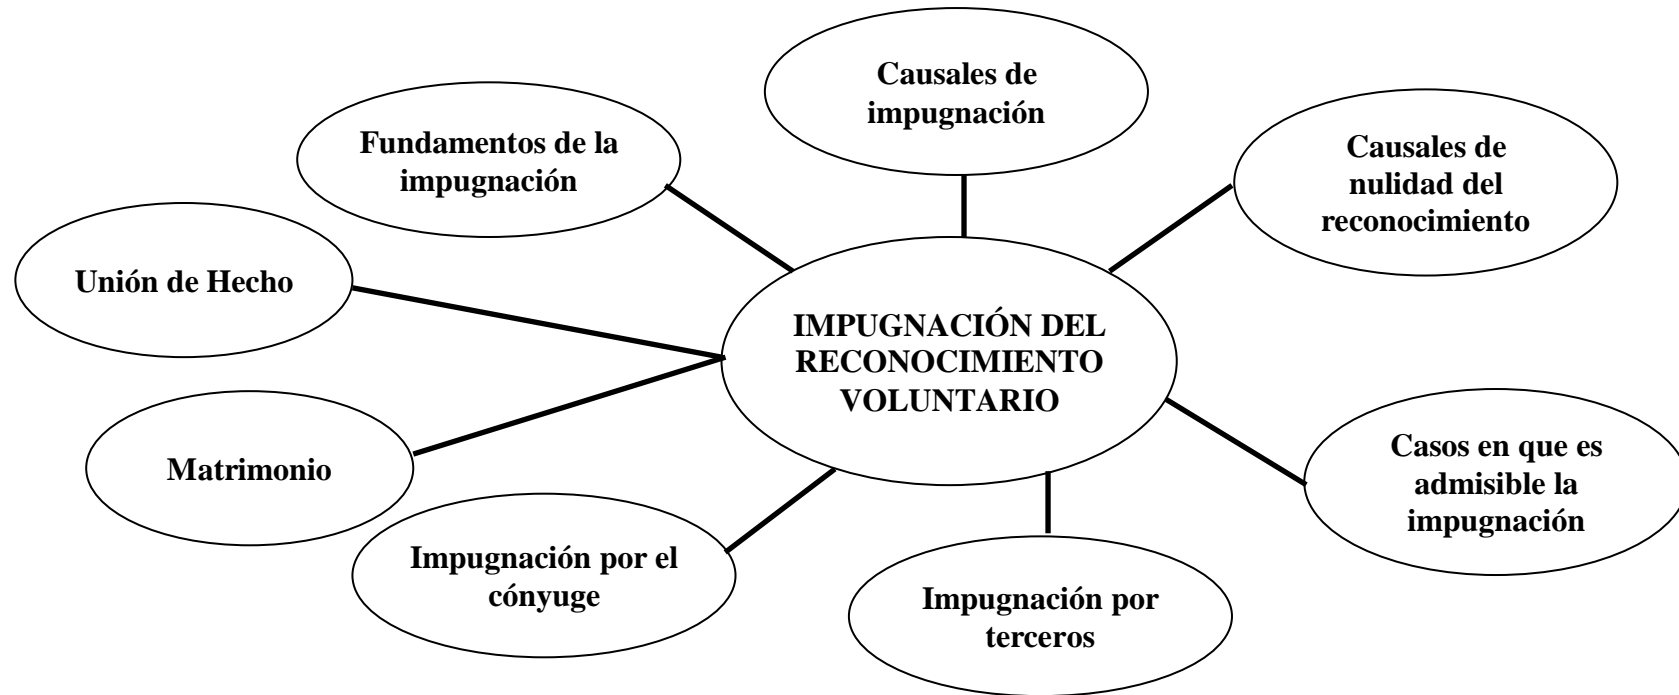 Causales de
impugnación
Fundamentos de la
impugnación
Causales de
nulidad del
reconocimiento
Unión de Hecho
IMPUGNACIÓN DEL
RECONOCIMIENTO
VOLUNTARIO
Matrimonio
Casos en que es
admisible la
impugnación
Impugnación por el
cónyuge
Impugnación por
terceros